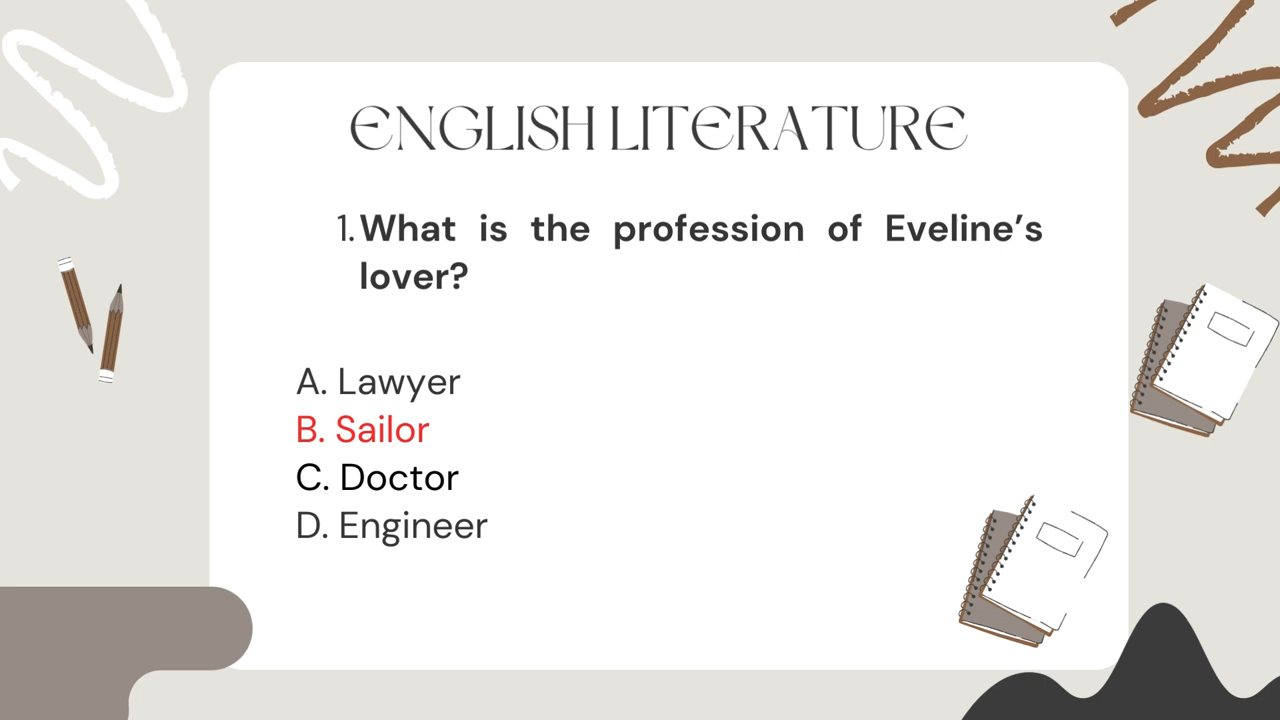 ENGLISH LITERATURE
1. What is the profession of Eveline’s
lover?
A. Lawyer
B. Sailor
C. Doctor
D. Engineer